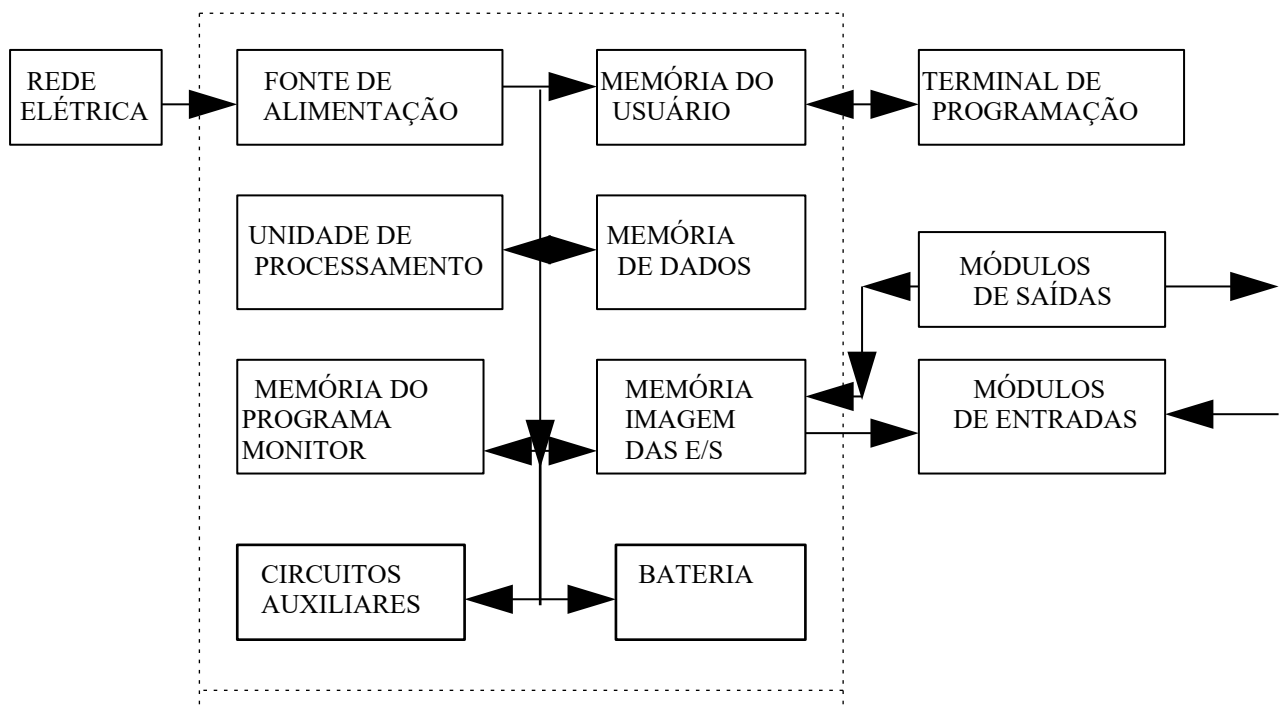 REDE
ELÉTRICA
FONTE DE
ALIMENTAÇÃO
MEMÓRIA DO
USUÁRIO
TERMINAL DE
PROGRAMAÇÃO
UNIDADE DE
PROCESSAMENTO
MEMÓRIA
DE DADOS
MÓDULOS
DE SAÍDAS
MEMÓRIA DO
PROGRAMA
MONITOR
MEMÓRIA
IMAGEM
DAS E/S
MÓDULOS
DE ENTRADAS
CIRCUITOS
AUXILIARES
BATERIA